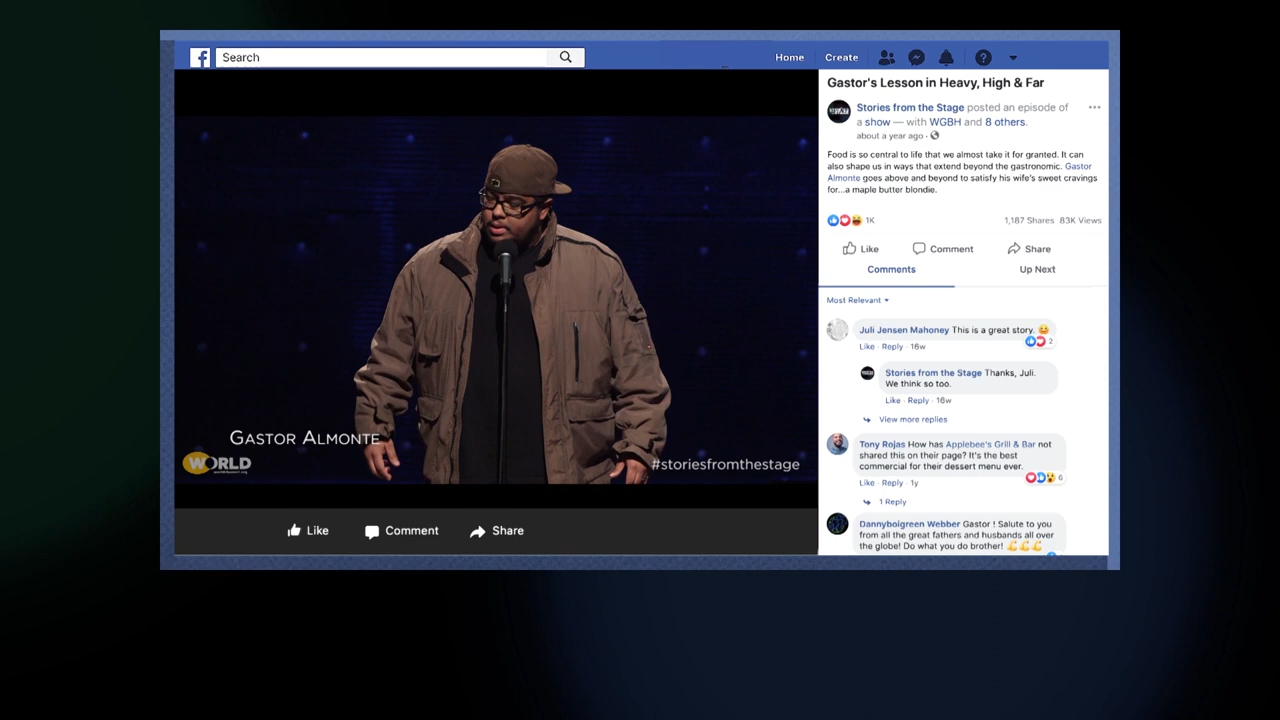 Search
Home
Create
Gastor's Lesson in Heavy, High & Far
Stories from the Stage posted an episode of
a show — with WGBH and 8 others.
about a year ago ·
Food is so central to life that we almost take it for granted. It can
also shape us in ways that extend beyond the gastronomic. Gastor
Almonte goes above and beyond to satisfy his wife's sweet cravings
for...a maple butter blondie.
1K
1,187 Shares 83K Views
Like Comment Share
Comments Up Next
Most Relevant
Juli Jensen Mahoney This is a great story. 😊
2
Like · Reply · 16w
Stories from the Stage Thanks, Juli.
We think so too.
Like · Reply · 16w
View more replies
Tony Rojas How has Applebee's Grill & Bar not
shared this on their page? It's the best
commercial for their dessert menu ever.
6
Like · Reply · 1y
1 Reply
Dannybolgreen Webber Gastor ! Salute to you
from all the great fathers and husbands all over
the globe! Do what you do brother! 💪💪💪
GASTOR ALMONTE
WORLD
#storiesfromthestage
Like Comment Share